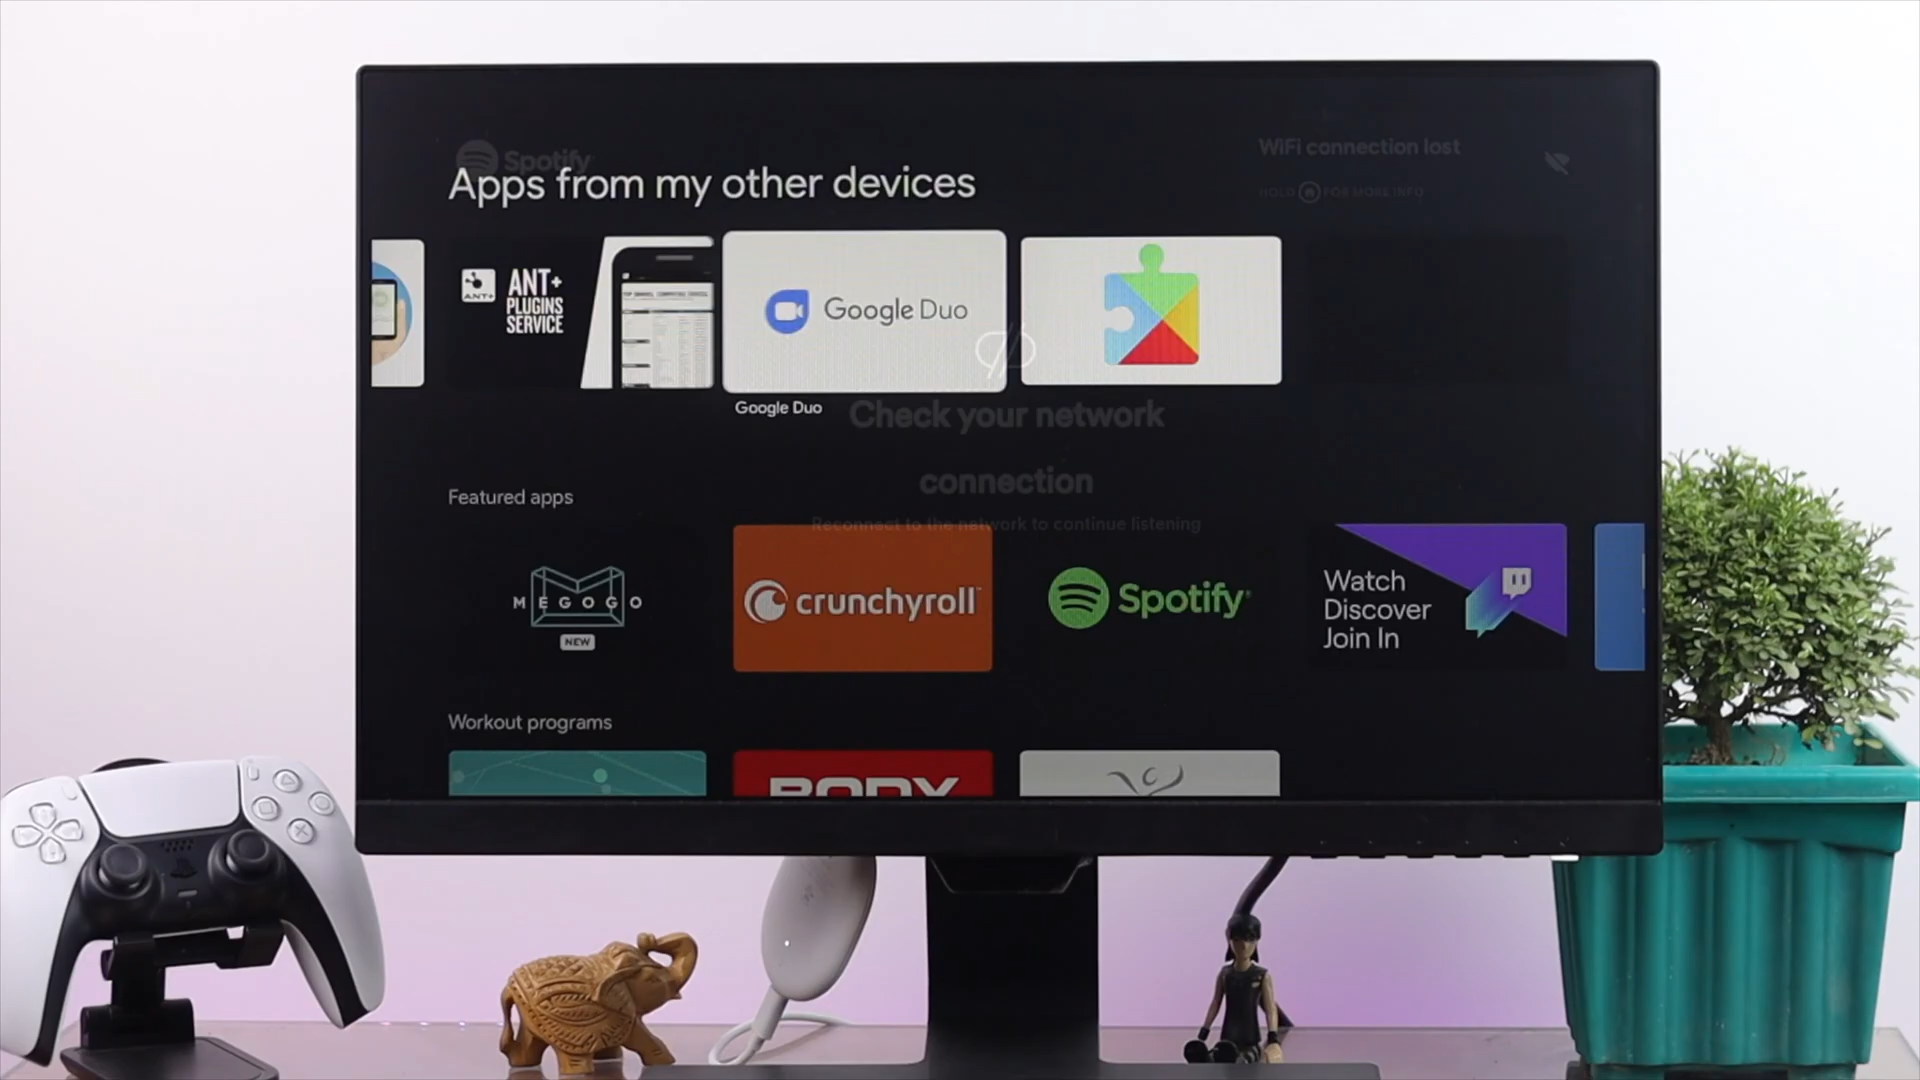 Spotify
WiFi connection lost
HOLD FOR MORE INFO
Apps from my other devices
ANT+
ANT+
PLUGINS
SERVICE
Google Duo
Google Duo
Check your network
connection
Reconnect to the network to continue listening
Featured apps
MEGOGO
NEW
crunchyroll
Spotify
Watch
Discover
Join In
Workout programs
BODY